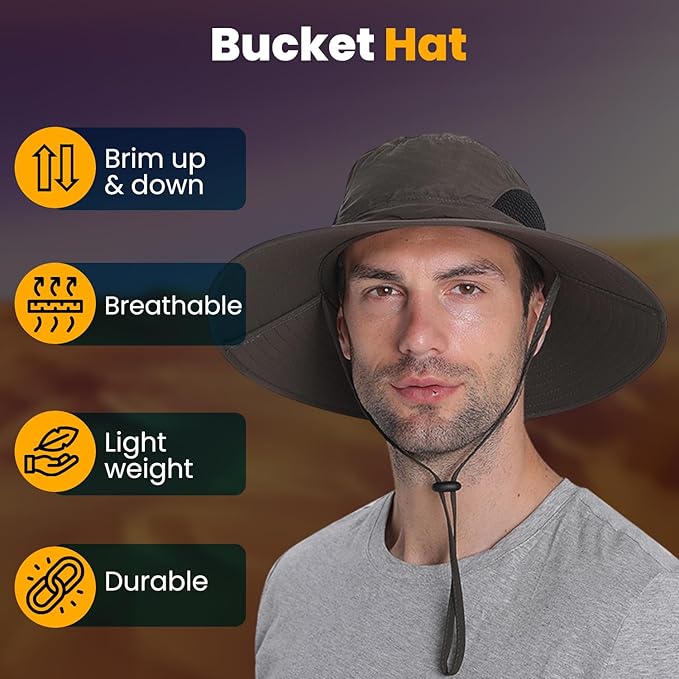 Bucket Hat
Brim up
& down
Breathable
Light
weight
Durable